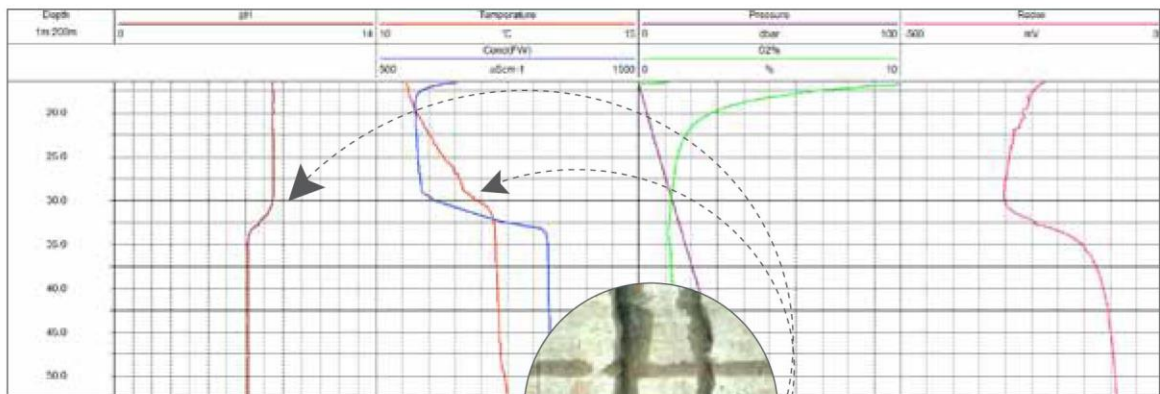 Depth pH Temperature Pressure Redox
1m:200m 0 14 10 °C 15 0 dbar 100 -500 mV 0
Cond(FW) O2%
500 uScm-1 1500 0 % 10
20.0
25.0
30.0
35.0
40.0
45.0
50.0